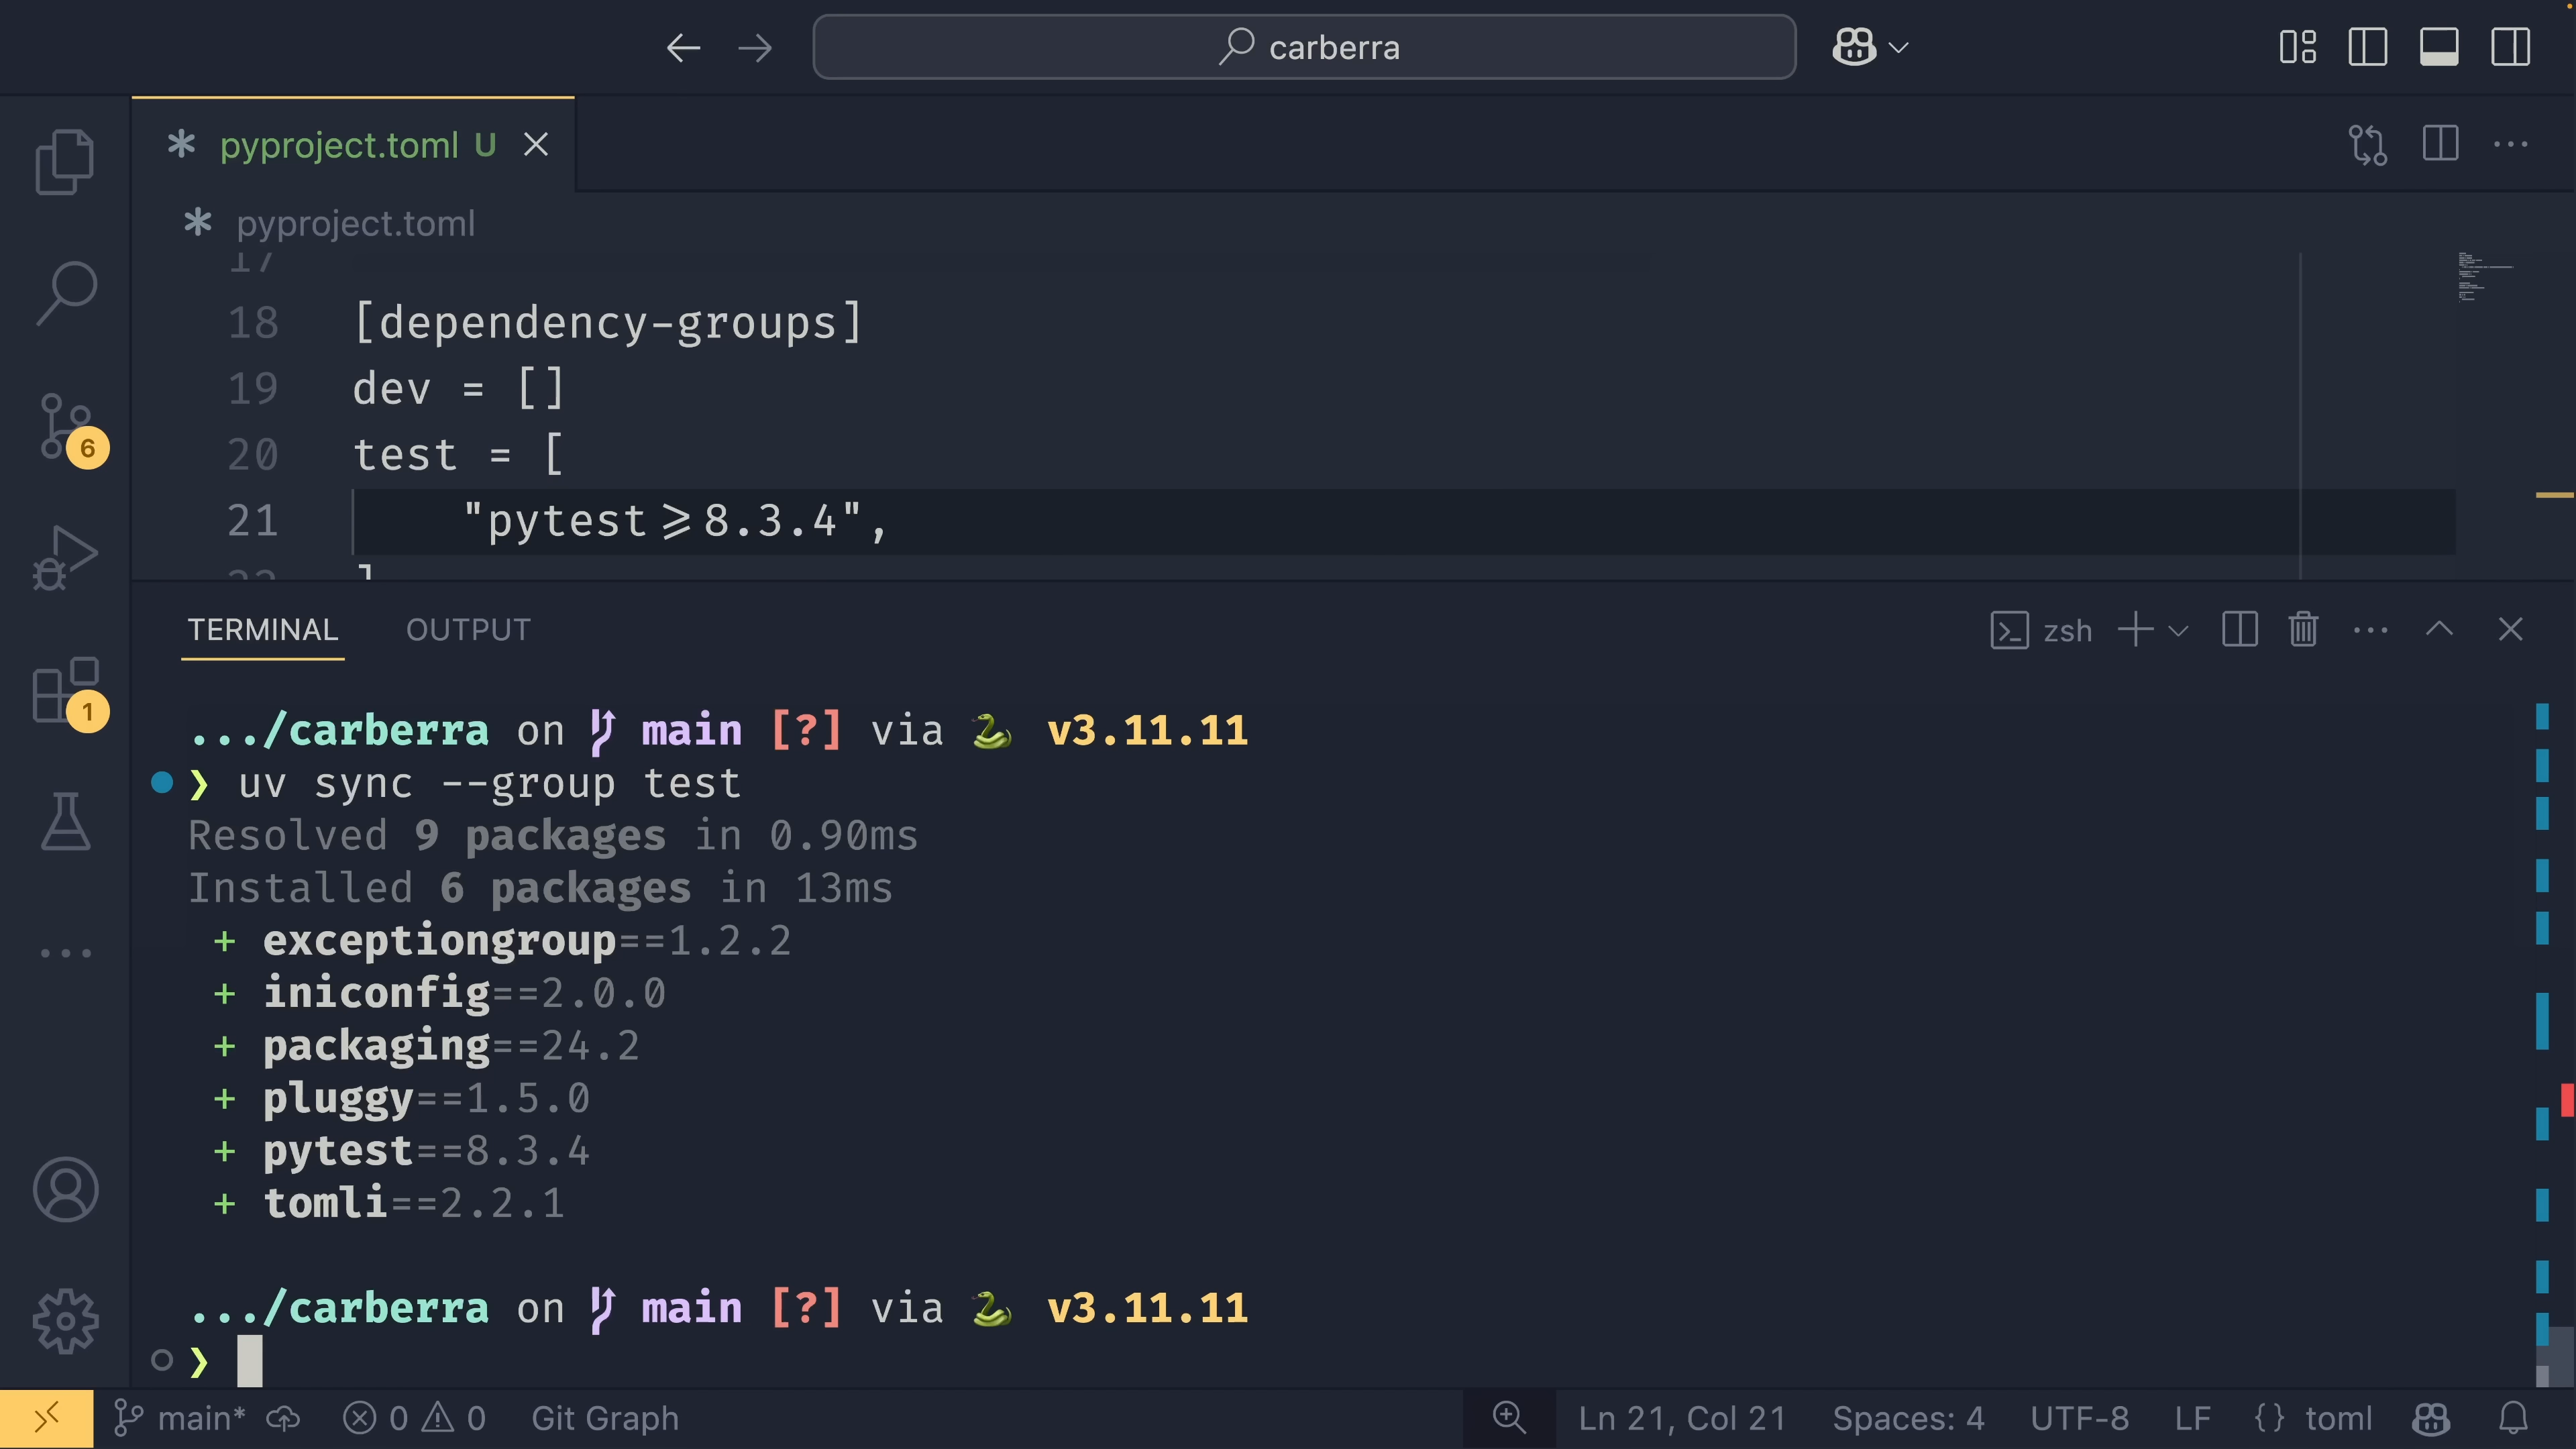 carberra
pyproject.toml U
pyproject.toml
17
18 [dependency-groups]
19 dev = []
20 test = [
21 "pytest>=8.3.4",
22 ]
6
1
TERMINAL OUTPUT
zsh
.../carberra on main [?] via 🐍 v3.11.11
❯ uv sync --group test
Resolved 9 packages in 0.90ms
Installed 6 packages in 13ms
+ exceptiongroup==1.2.2
+ iniconfig==2.0.0
+ packaging==24.2
+ pluggy==1.5.0
+ pytest==8.3.4
+ tomli==2.2.1
.../carberra on main [?] via 🐍 v3.11.11
❯
main* 0 0 Git Graph Ln 21, Col 21 Spaces: 4 UTF-8 LF {} toml